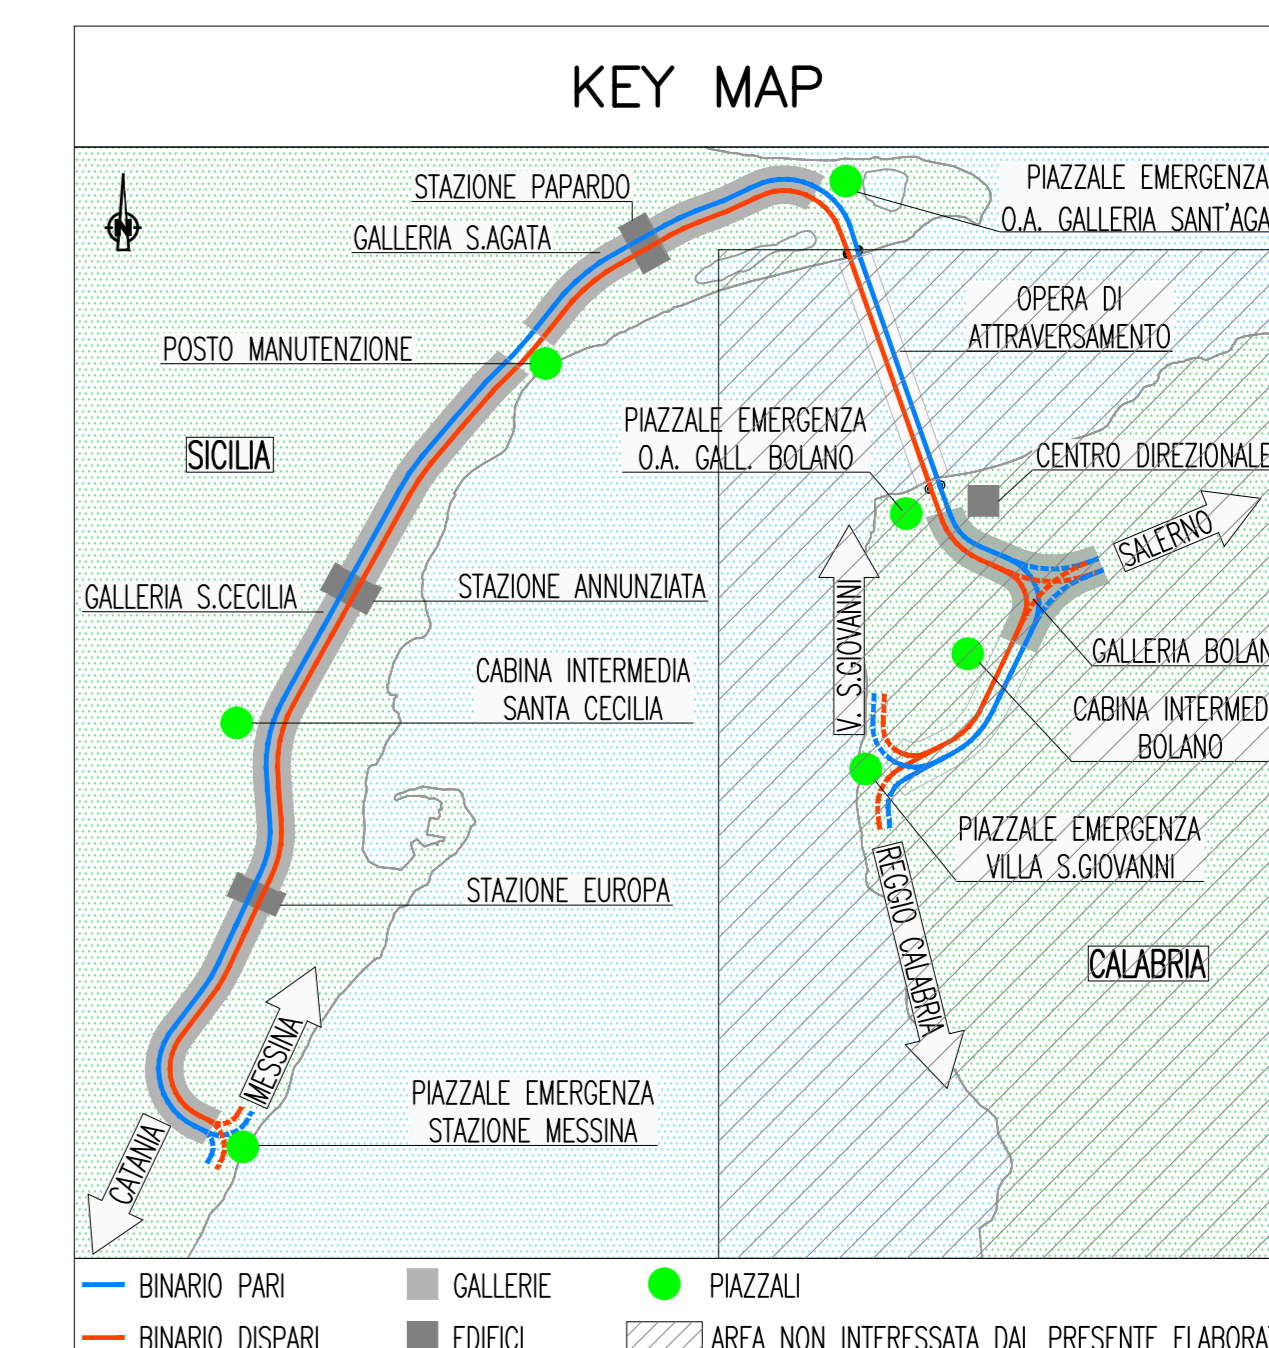 KEY MAP
N
STAZIONE PAPARDO
GALLERIA S.AGATA
PIAZZALE EMERGENZA
O.A. GALLERIA SANT'AGA
OPERA DI
ATTRAVERSAMENTO
POSTO MANUTENZIONE
SICILIA
PIAZZALE EMERGENZA
O.A. GALL. BOLANO
CENTRO DIREZIONALE
SALERNO
V. S.GIOVANNI
GALLERIA S.CECILIA
STAZIONE ANNUNZIATA
GALLERIA BOLAN
CABINA INTERMEDIA
SANTA CECILIA
CABINA INTERMED
BOLANO
PIAZZALE EMERGENZA
VILLA S.GIOVANNI
STAZIONE EUROPA
REGGIO CALABRIA
CALABRIA
MESSINA
PIAZZALE EMERGENZA
STAZIONE MESSINA
CATANIA
BINARIO PARI
GALLERIE
PIAZZALI
BINARIO DISPARI
EDIFICI
AREA NON INTERESSATA DAL PRESENTE ELABORAT